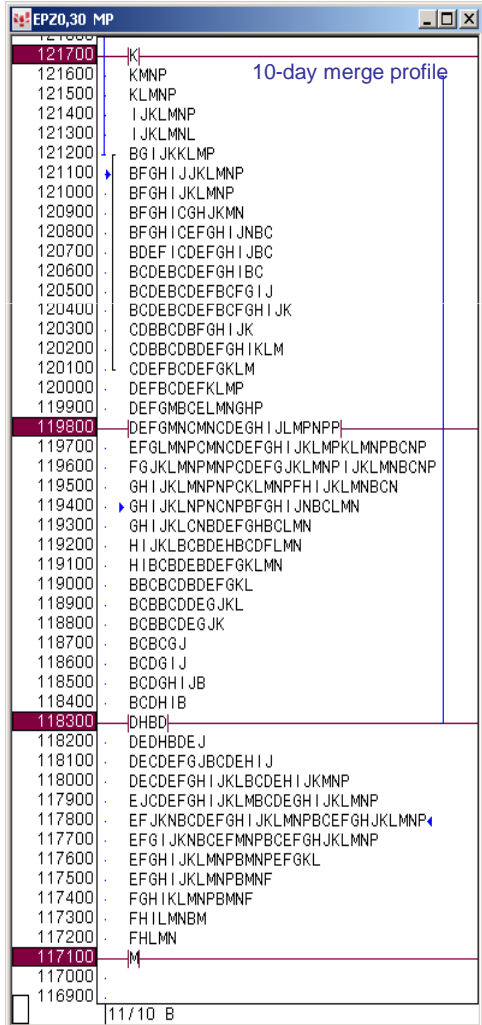 EPZ0,30 MP
121700 K
121600 KMNP
10-day merge profile
121500 KLMNP
121400 IJKLMNP
121300 IJKLMNL
121200 BGIJKKLMP
121100 BFGHIJJKLMNP
121000 BFGHIJKLMNP
120900 BFGHICGHJKMN
120800 BFGHICEFGHIJNBC
120700 BDEFICDEFGHIJBC
120600 BCDEBCDEFGHIBC
120500 BCDEBCDEFBCFGIJ
120400 BCDEBCDEFBCFGHIJK
120300 CDBBCDBFGHIJK
120200 CDBBCDBDEFGHIKLM
120100 CDEFBCDEFGKLM
120000 DEFBCDEFKLMP
119900 DEFGMBCELMNGHP
119800 DEFGMNCMNCDEGHIJLMPNPP
119700 EFGLMNPCMNCDEFGHIJKLMPKLMNPBCNP
119600 FGJKLMNPMNPCDEFGJKLMNPIJKLMNBCNP
119500 GHIJKLMNPNPCKLMNPFHIJKLMNBCN
119400 GHIJKLNPNCNPBFGHIJNBCLMN
119300 GHIJKLCNBDEFGHBCLMN
119200 HIJKLBCBDEHBCDFLMN
119100 HIBCBDEBDEFGKLMN
119000 BBCBCDBDEFGKL
118900 BCBBCDDEGJKL
118800 BCBBCDEGJK
118700 BCBCGJ
118600 BCDGIJ
118500 BCDGHIJB
118400 BCDHIB
118300 DHBD
118200 DEDHBDEJ
118100 DECDEFGJBCDEHIJ
118000 DECDEFGHIJKLBCDEHIJKMNP
117900 EJCDEFGHIJKLMBCDEGHIJKLMNP
117800 EFJKNBCDEFGHIJKLMNPBCEFGHJKLMNP
117700 EFGIJKNBCEFMNPBCEFGHJKLMNP
117600 EFGHIJKLMNPBMNPEFGKL
117500 EFGHIJKLMNPBMNF
117400 FGHIKLMNPBMNF
117300 FHILMNBM
117200 FHLMN
117100 M
117000
116900
11/10 B